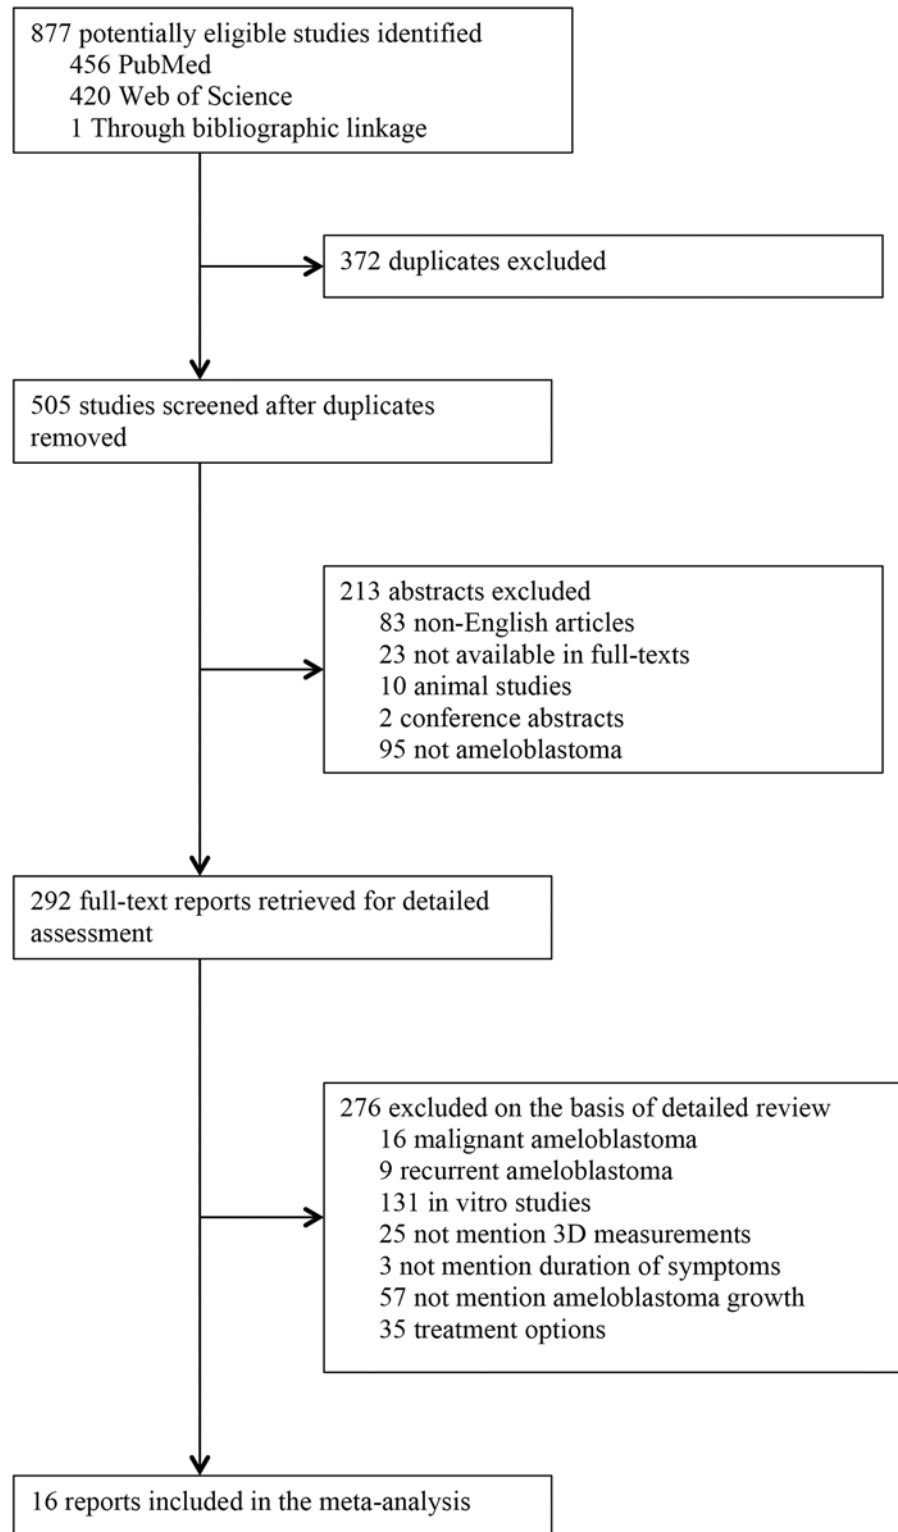 877 potentially eligible studies identified
456 PubMed
420 Web of Science
1 Through bibliographic linkage
372 duplicates excluded
505 studies screened after duplicates
removed
213 abstracts excluded
83 non-English articles
23 not available in full-texts
10 animal studies
2 conference abstracts
95 not ameloblastoma
292 full-text reports retrieved for detailed
assessment
276 excluded on the basis of detailed review
16 malignant ameloblastoma
9 recurrent ameloblastoma
131 in vitro studies
25 not mention 3D measurements
3 not mention duration of symptoms
57 not mention ameloblastoma growth
35 treatment options
16 reports included in the meta-analysis